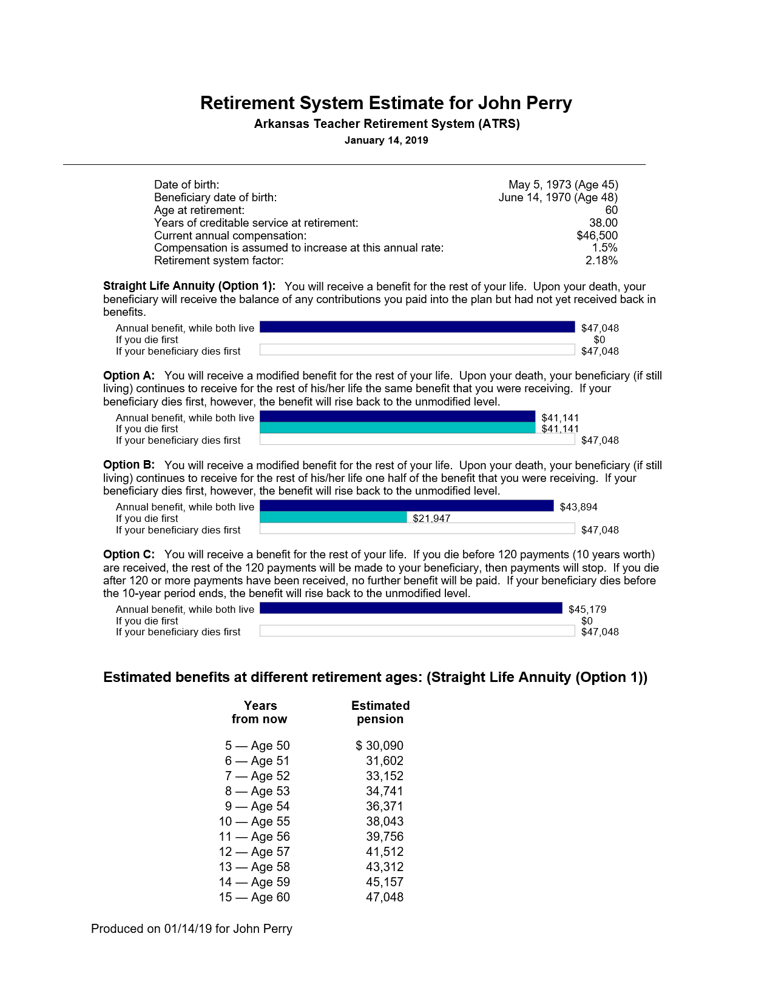 Retirement System Estimate for John Perry
Arkansas Teacher Retirement System (ATRS)
January 14, 2019
Date of birth: May 5, 1973 (Age 45)
Beneficiary date of birth: June 14, 1970 (Age 48)
Age at retirement: 60
Years of creditable service at retirement: 38.00
Current annual compensation: $46,500
Compensation is assumed to increase at this annual rate: 1.5%
Retirement system factor: 2.18%
Straight Life Annuity (Option 1): You will receive a benefit for the rest of your life. Upon your death, your
beneficiary will receive the balance of any contributions you paid into the plan but had not yet received back in
benefits.
Annual benefit, while both live $47,048
If you die first $0
If your beneficiary dies first $47,048
Option A: You will receive a modified benefit for the rest of your life. Upon your death, your beneficiary (if still
living) continues to receive for the rest of his/her life the same benefit that you were receiving. If your
beneficiary dies first, however, the benefit will rise back to the unmodified level.
Annual benefit, while both live $41,141
If you die first $41,141
If your beneficiary dies first $47,048
Option B: You will receive a modified benefit for the rest of your life. Upon your death, your beneficiary (if still
living) continues to receive for the rest of his/her life one half of the benefit that you were receiving. If your
beneficiary dies first, however, the benefit will rise back to the unmodified level.
Annual benefit, while both live $43,894
If you die first $21,947
If your beneficiary dies first $47,048
Option C: You will receive a benefit for the rest of your life. If you die before 120 payments (10 years worth)
are received, the rest of the 120 payments will be made to your beneficiary, then payments will stop. If you die
after 120 or more payments have been received, no further benefit will be paid. If your beneficiary dies before
the 10-year period ends, the benefit will rise back to the unmodified level.
Annual benefit, while both live $45,179
If you die first $0
If your beneficiary dies first $47,048
Estimated benefits at different retirement ages: (Straight Life Annuity (Option 1))
Years Estimated
from now pension
5 — Age 50 $ 30,090
6 — Age 51 31,602
7 — Age 52 33,152
8 — Age 53 34,741
9 — Age 54 36,371
10 — Age 55 38,043
11 — Age 56 39,756
12 — Age 57 41,512
13 — Age 58 43,312
14 — Age 59 45,157
15 — Age 60 47,048
Produced on 01/14/19 for John Perry